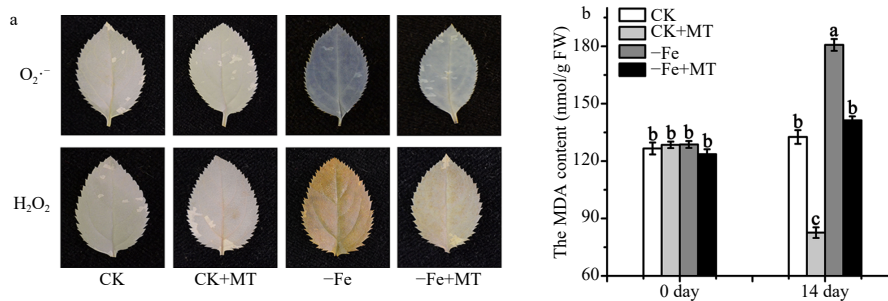 a
O₂·⁻
H₂O₂
CK CK+MT −Fe −Fe+MT
b
The MDA content (nmol/g FW)
180
150
120
90
60
CK
CK+MT
−Fe
−Fe+MT
b b b b
b c a b
0 day 14 day